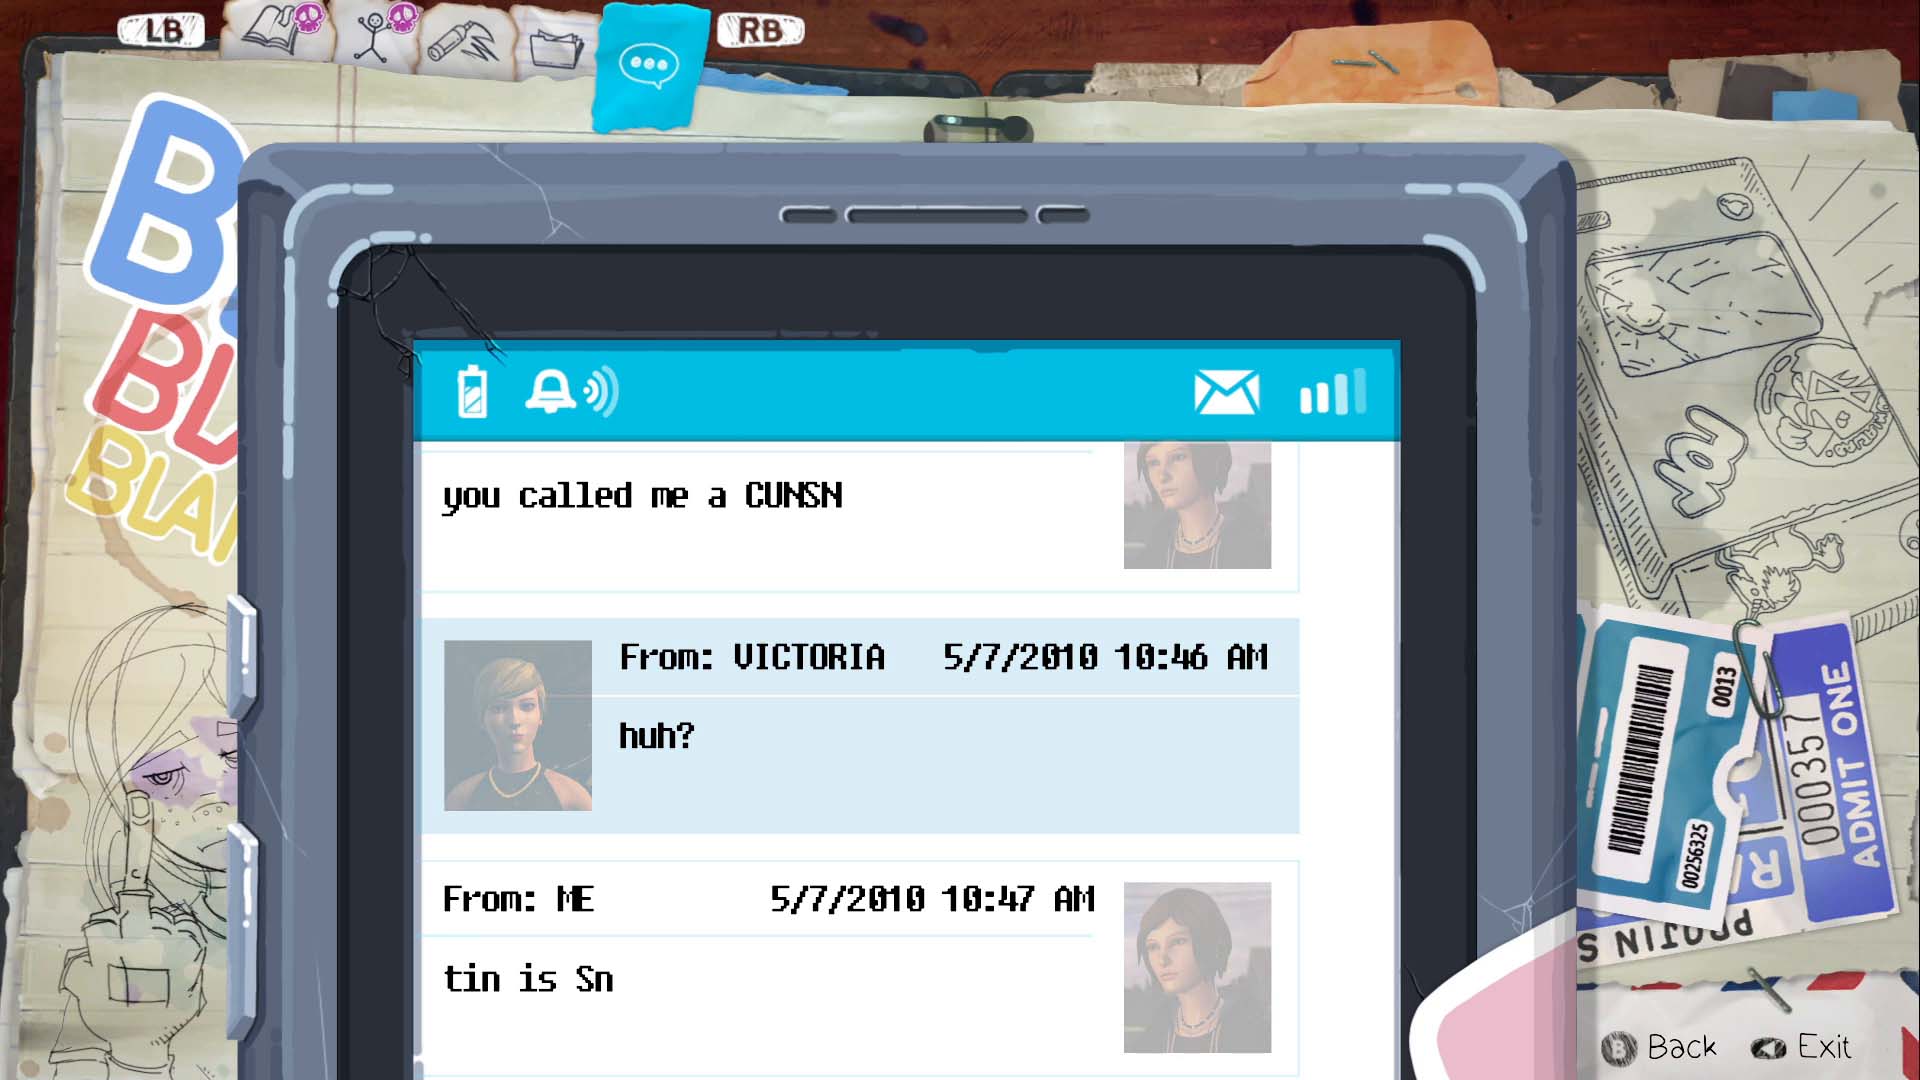 LB
RB
you called me a CUNSN
From: VICTORIA 5/7/2010 10:46 AM
huh?
From: ME 5/7/2010 10:47 AM
tin is Sn
0013
00256325
000357
ADMIT ONE
B Back
Exit